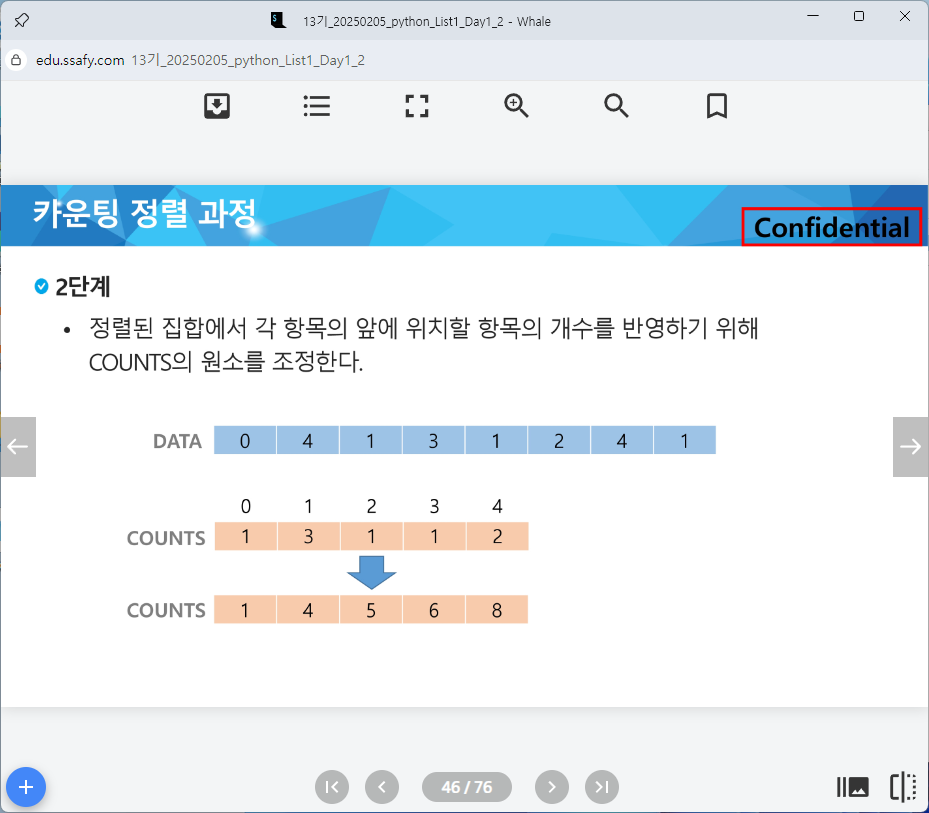 13기_20250205_python_List1_Day1_2 - Whale
edu.ssafy.com 13기_20250205_python_List1_Day1_2
캬운팅 정렬 과정
Confidential
2단계
• 정렬된 집합에서 각 항목의 앞에 위치할 항목의 개수를 반영하기 위해
COUNTS의 원소를 조정한다.
DATA 0 4 1 3 1 2 4 1
0 1 2 3 4
COUNTS 1 3 1 1 2
COUNTS 1 4 5 6 8
46 / 76